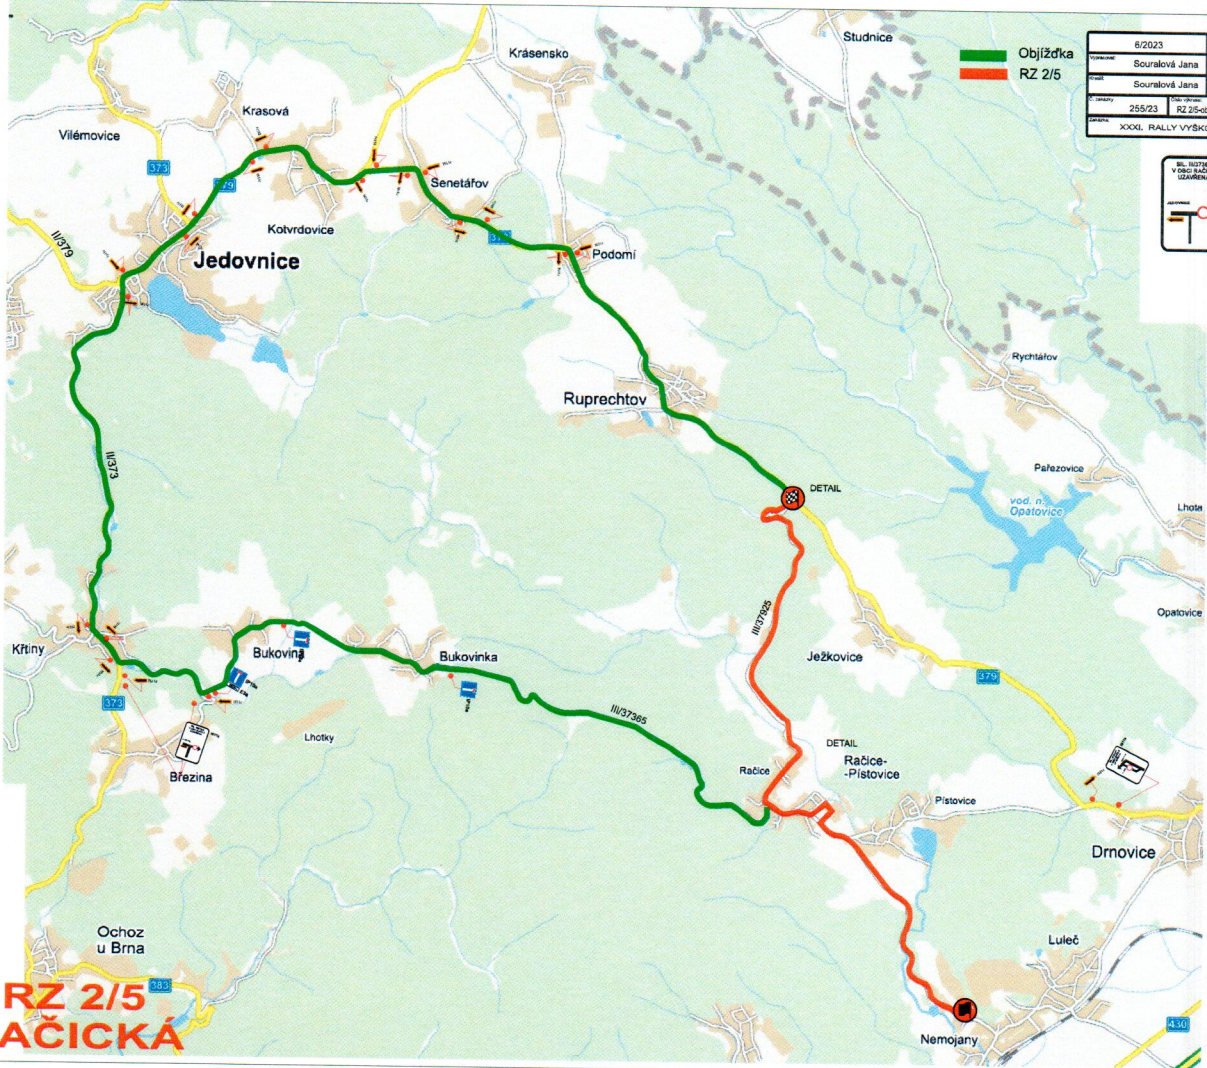 Studnice
Krásensko
Objížďka
RZ 2/5
6/2023
Souralová Jana
Souralová Jana
255/23
XXXI. RALLY VYŠKO
Krasová
Vilémovice
373
379
Senetářov
Kotvrdovice
II/379
Jedovnice
Podomí
Rychtářov
Ruprechtov
II/373
Pařezovice
DETAIL
vod. n.
Opatovice
Lhota
Opatovice
III/37925
Křtiny
Bukovina
Bukovinka
Ježkovice
379
373
III/37365
Lhotky
DETAIL
Račice-
-Pístovice
Račice
Březina
Pístovice
Drnovice
Ochoz
u Brna
Luleč
383
RZ 2/5
AČICKÁ
430
Nemojany